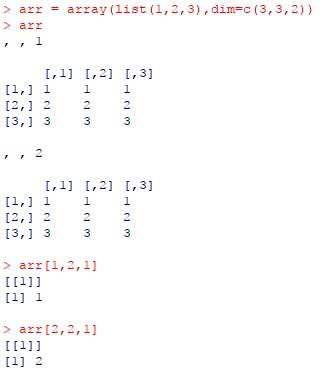 > arr = array(list(1,2,3),dim=c(3,3,2))
> arr
, , 1
     [,1] [,2] [,3]
[1,] 1    1    1
[2,] 2    2    2
[3,] 3    3    3
, , 2
     [,1] [,2] [,3]
[1,] 1    1    1
[2,] 2    2    2
[3,] 3    3    3
> arr[1,2,1]
[[1]]
[1] 1
> arr[2,2,1]
[[1]]
[1] 2